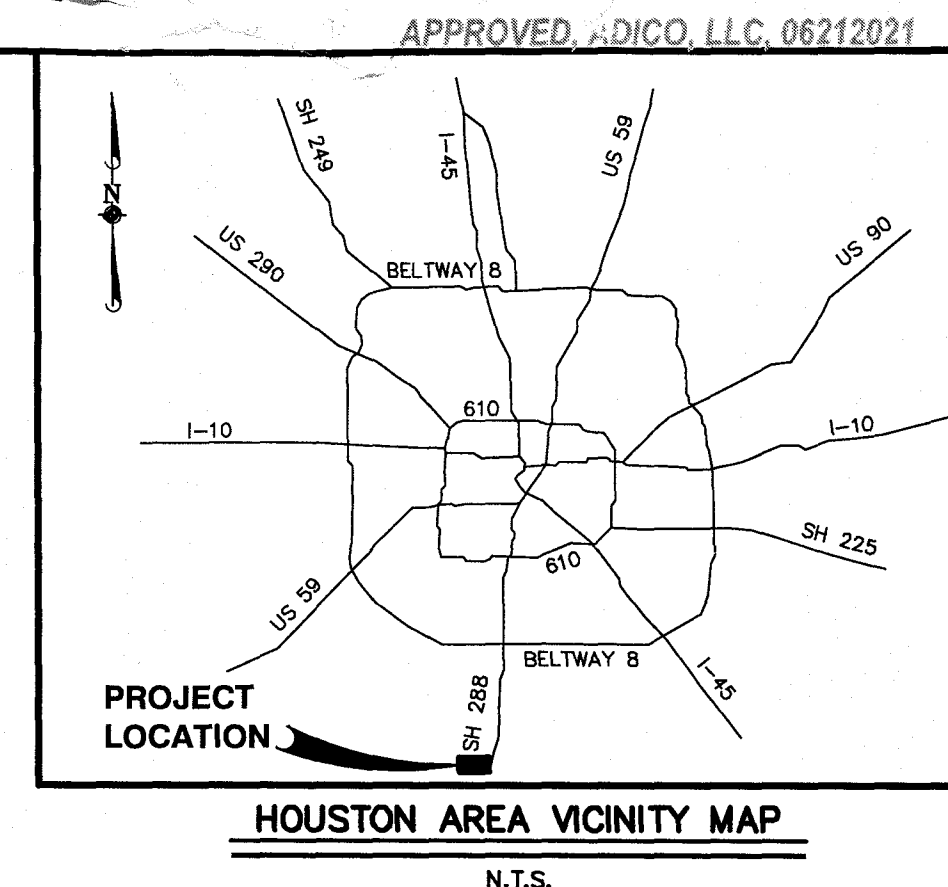 APPROVED, ADICO, LLC, 06212021
SH 249
I-45
US 59
N
US 290
BELTWAY 8
US 90
610
I-10
I-10
SH 225
610
US 59
BELTWAY 8
I-45
SH 288
PROJECT
LOCATION
HOUSTON AREA VICINITY MAP
N.T.S.